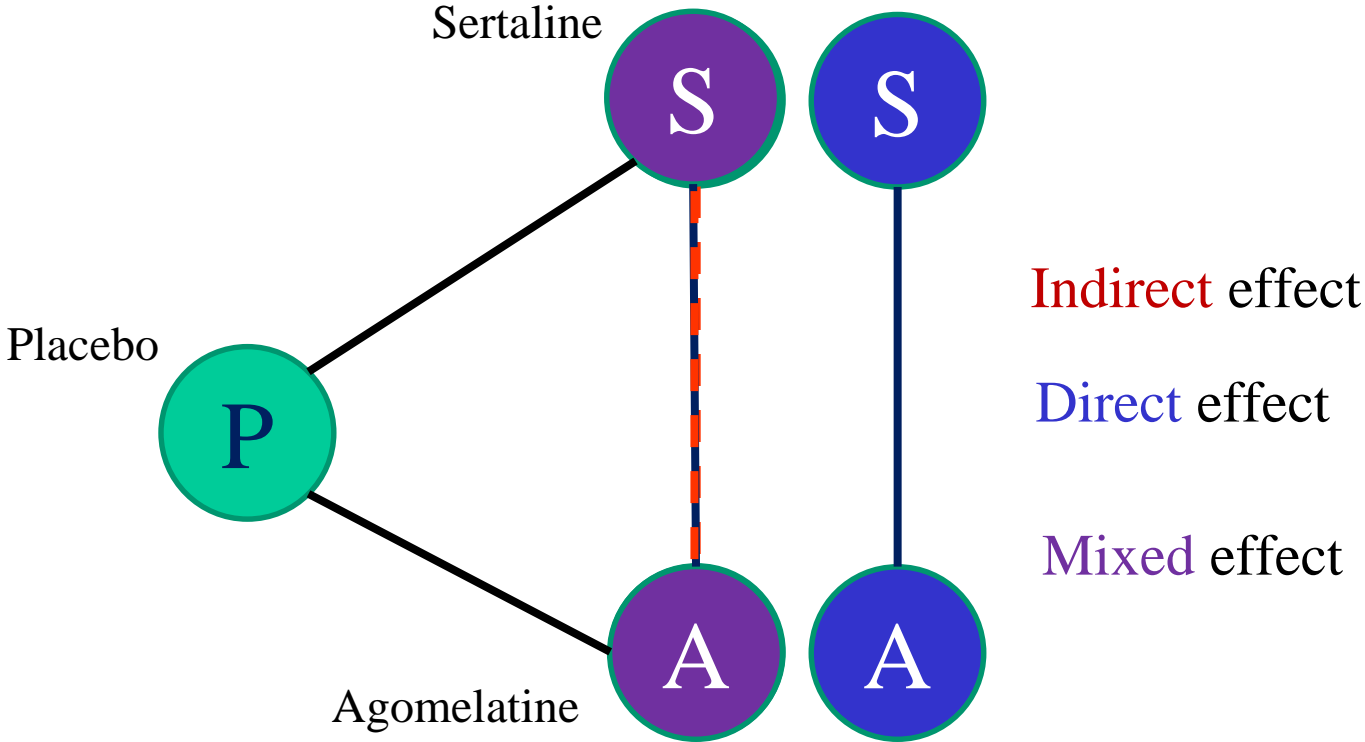 Sertaline
S
S
Indirect effect
Placebo
P
Direct effect
Mixed effect
A
A
Agomelatine